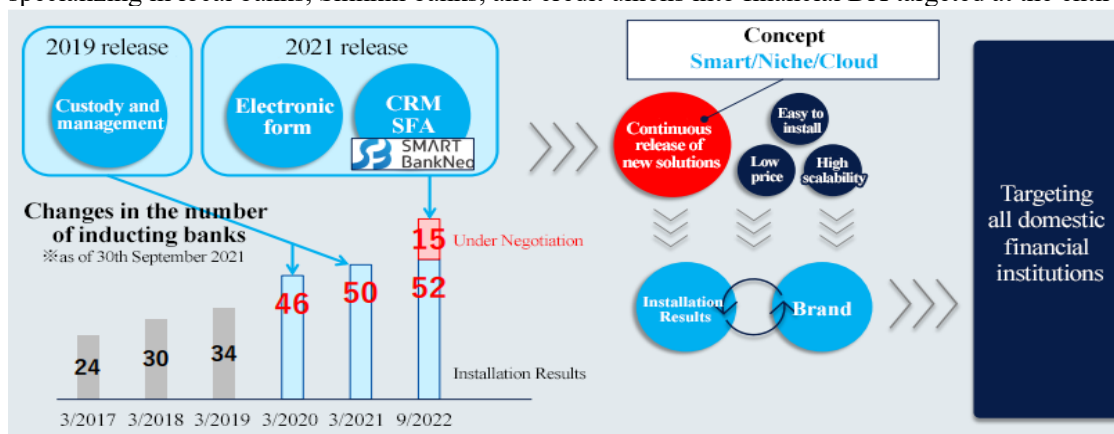 2019 release
Custody and
management
2021 release
Electronic
form
CRM
SFA
SMART
BankNeo
Concept
Smart/Niche/Cloud
Continuous
release of
new solutions
Easy to
install
Low
price
High
scalability
Targeting
all domestic
financial
institutions
Changes in the number
of inducting banks
※as of 30th September 2021
15
Under Negotiation
24
30
34
46
50
52
Installation Results
3/2017
3/2018
3/2019
3/2020
3/2021
9/2022
Installation
Results
Brand